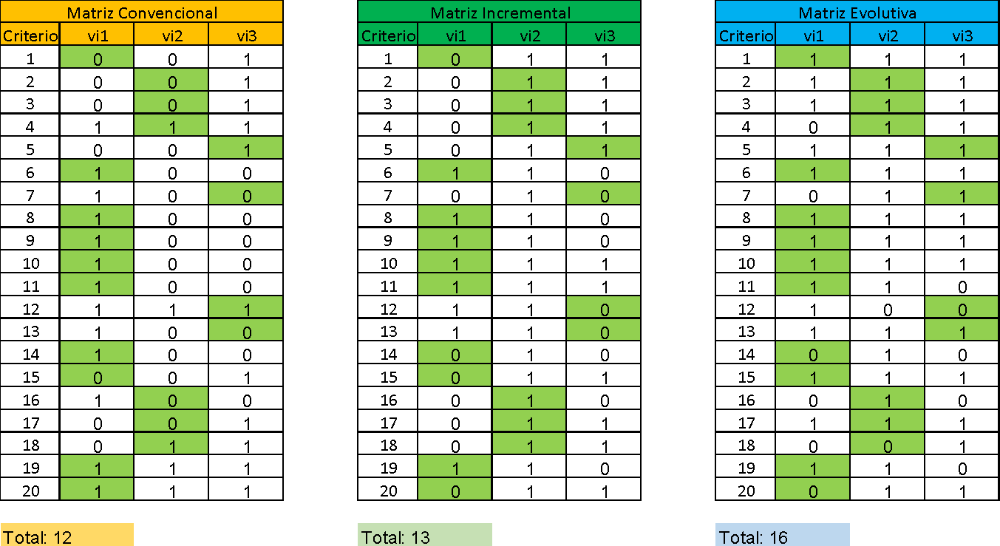 Matriz Convencional Matriz Incremental Matriz Evolutiva
Criterio vi1 vi2 vi3 Criterio vi1 vi2 vi3 Criterio vi1 vi2 vi3
1 0 0 1 1 0 1 1 1 1 1 1
2 0 0 1 2 0 1 1 2 1 1 1
3 0 0 1 3 0 1 1 3 1 1 1
4 1 1 1 4 0 1 1 4 0 1 1
5 0 0 1 5 0 1 1 5 1 1 1
6 1 0 0 6 1 1 0 6 1 1 1
7 1 0 0 7 0 1 0 7 0 1 1
8 1 0 0 8 1 1 0 8 1 1 1
9 1 0 0 9 1 1 0 9 1 1 1
10 1 0 0 10 1 1 1 10 1 1 1
11 1 0 0 11 1 1 1 11 1 1 0
12 1 1 1 12 1 1 0 12 1 0 0
13 1 0 0 13 1 1 0 13 1 1 1
14 1 0 0 14 0 1 0 14 0 1 0
15 0 0 1 15 0 1 1 15 1 1 1
16 1 0 0 16 0 1 0 16 0 1 0
17 0 0 1 17 0 1 1 17 1 1 1
18 0 1 1 18 0 1 1 18 0 0 1
19 1 1 1 19 1 1 0 19 1 1 0
20 1 1 1 20 0 1 1 20 0 1 1
Total: 12 Total: 13 Total: 16